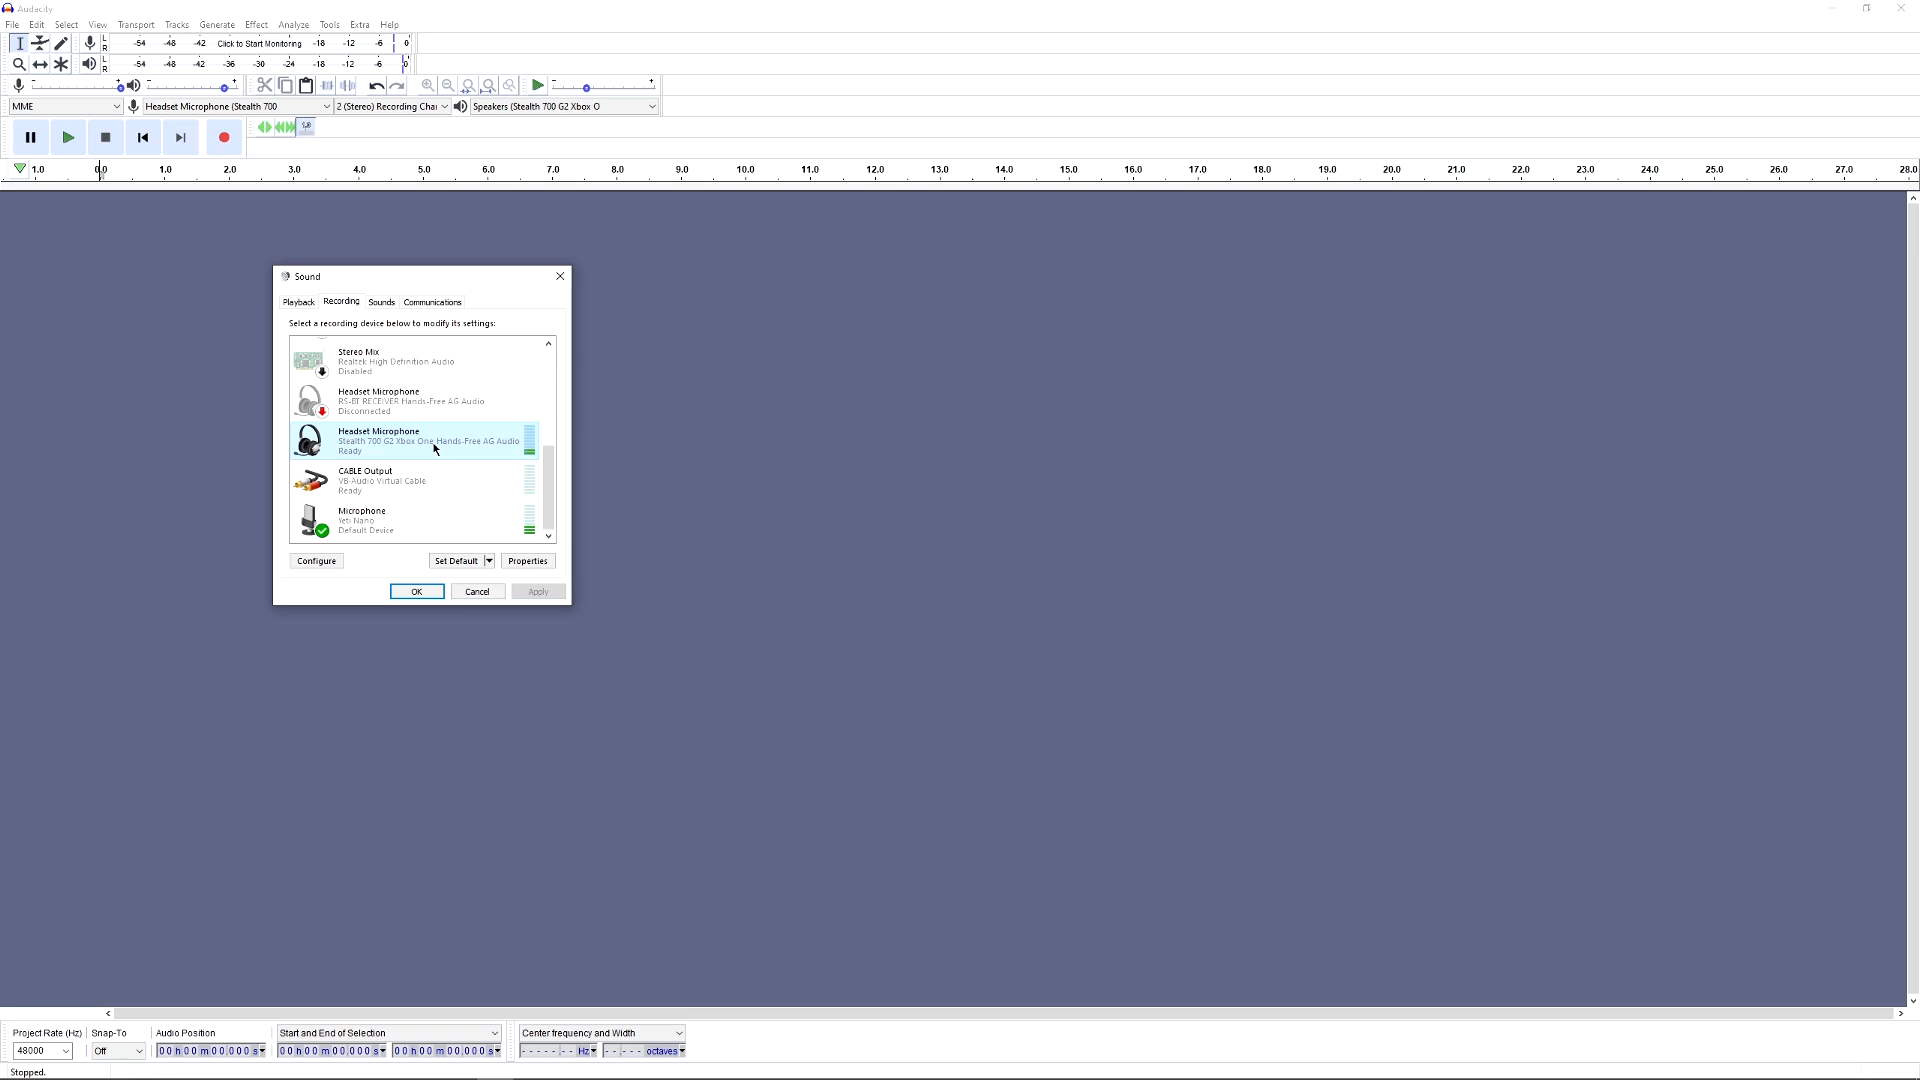 Audacity
File Edit Select View Transport Tracks Generate Effect Analyze Tools Extra Help
L R -54 -48 -42 Click to Start Monitoring -18 -12 -6 0
L R -54 -48 -42 -36 -30 -24 -18 -12 -6 0
- + - + - +
MME Headset Microphone (Stealth 700 2 (Stereo) Recording Chai Speakers (Stealth 700 G2 Xbox O
1.0 0.0 1.0 2.0 3.0 4.0 5.0 6.0 7.0 8.0 9.0 10.0 11.0 12.0 13.0 14.0 15.0 16.0 17.0 18.0 19.0 20.0 21.0 22.0 23.0 24.0 25.0 26.0 27.0 28.0
Sound
Playback Recording Sounds Communications
Select a recording device below to modify its settings:
Stereo Mix
Realtek High Definition Audio
Disabled
Headset Microphone
RS-BT RECEIVER Hands-Free AG Audio
Disconnected
Headset Microphone
Stealth 700 G2 Xbox One Hands-Free AG Audio
Ready
CABLE Output
VB-Audio Virtual Cable
Ready
Microphone
Yeti Nano
Default Device
Configure Set Default Properties
OK Cancel Apply
Project Rate (Hz) Snap-To Audio Position Start and End of Selection Center frequency and Width
48000 Off 00 h 00 m 00.000 s 00 h 00 m 00.000 s 00 h 00 m 00.000 s -----.-- Hz --.--- octaves
Stopped.